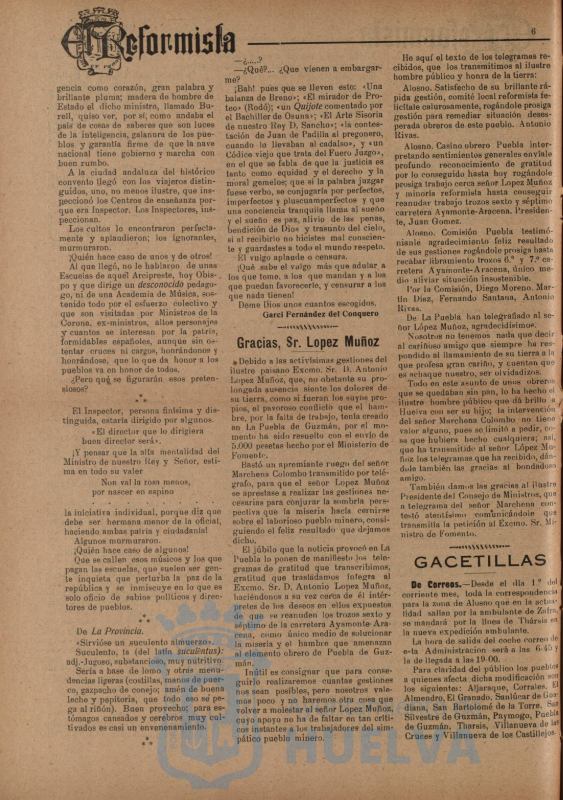 El Reformista
6
gencia como corazón, gran palabra y
brillante pluma; madera de hombre de
Estado el dicho ministro, llamado Bu-
rell, quiso ver, por sí, como andaba el
país de cosas de saberes que son luces
de la inteligencia, galanura de los pue-
blos y garantía firme de que la nave
nacional tiene gobierno y marcha con
buen rumbo.
A la ciudad andaluza del histórico
convento llegó con los viajeros distin-
guidos, uno, no menos ilustre, que ins-
peccionó los Centros de enseñanza por-
que era Inspector. Los Inspectores, ins-
peccionan.
Los cultos lo encontraron perfecta-
mente y aplaudieron; los ignorantes,
murmuraron.
¡Quién hace caso de unos y de otros!
Al que llegó, no le hablaron de unas
Escuelas de aquel Arcipreste, hoy Obis-
po y que dirige un desconocido pedago-
go, ni de una Academia de Música, sos-
tenido todo por el esfuerzo colectivo y
que son visitadas por Ministros de la
Corona, ex-ministros, altos personajes
y cuantos se interesan por la patria,
formidables españoles, aunque sin os-
tentar cruces ni cargos, honrándonos y
honrándose, que lo que da honor a los
pueblos va en honor de todos.
¿Pero qué se figurarán esos preten-
siosos?
* * *
El Inspector, persona finísima y dis-
tinguida, estaría dirigido por algunos
«El director que lo dirigiera
buen director será».
¡Y pensar que la alta mentalidad del
Ministro de nuestro Rey y Señor, esti-
ma en todo su valer
Non val la rosa menos,
por nascer en espino
la iniciativa individual, porque diz que
debe ser hermana menor de la oficial,
haciendo ambas patria y ciudadanía!
Algunos murmuraron.
¡Quién hace caso de algunos!
Que se callen esos músicos y los que
pagan las escuelas, que suelen ser gen-
te inquieta que perturba la paz de la
república y se inmiscuye en lo que es
solo oficio de sabios políticos y direc-
tores de pueblos.
* * *
De La Provincia.
«Sirvióse un suculento almuerzo».
Suculento, ta (del latín suculentus):
adj.-Jugoso, substancioso, muy nutritivo.
Sería a base de lomo y otras menu-
dencias ligeras (costillas, manos de puer-
co, gazpacho de conejo; amén de buena
leche y pepitoria, que todo eso sé pe-
ga al riñón). Buen provecho; para es-
tómagos cansados y cerebros muy cul-
tivados es casi un envenenamiento.
* * *
—¿.....?
—¿Qué?... ¿Que vienen a embargar-
me?
¡Bah! pues que se lleven esto: «Una
balanza de Breno»; «El mirador de Pro-
teo» (Rodó); «un Quijote comentado por
el Bachiller de Osuna»; «El Arte Sisoria
de nuestro Rey D. Sancho»; «la contes-
tación de Juan de Padilla al pregonero,
cuando lo llevaban al cadalso», y «un
Códice viejo que trata del Fuero Juzgo»,
en el que se fabla de que la justicia es
tanto como equidad y el derecho y la
moral gemelos; que si la palabra juzgar
fuese verbo, se conjugaría por perfectos,
imperfectos y pluscuamperfectos y que
una conciencia tranquila llama al sueño
y el sueño es paz, alivio de las penas,
bendición de Dios y trasunto del cielo,
si al recibirlo no hicistes mal conscien-
te y guardastes a todo el mundo respeto.
El vulgo aplaude o censura.
¡Qué sabe el vulgo más que adular a
los que teme, a los que mandan y a los
que puedan favorecerle, y censurar a los
que nada tienen!
Deme Dios unos cuantos escogidos.
Garci Fernández del Conquero
Gracias, Sr. Lopez Muñoz
Debido a las activísimas gestiones del
ilustre paisano Excmo. Sr. D. Antonio
Lopez Muñoz, que, no obstante su pro-
longada ausencia siente los dolores de
su tierra, como si fueran los suyos pro-
pios, el pavoroso conflicto que el ham-
bre, por la falta de trabajo, tenía creado
en La Puebla de Guzmán, por el mo-
mento ha sido resuelto con el envío de
5.000 pesetas hecho por el Ministerio de
Fomento.
Bastó un apremiante ruego del señor
Marchena Colombo transmitido por telé-
grafo, para que el señor Lopez Muñoz
se aprestase a realizar las gestiones ne-
cesarias para conjurar la sombría pers-
pectiva que la miseria hacía cernirse
sobre el laborioso pueblo minero, consi-
guiendo el feliz resultado que dejamos
dicho.
El júbilo que la noticia provocó en La
Puebla lo ponen de manifiesto los tele-
gramas de gratitud que transcribimos,
gratitud que trasladamos íntegra al
Excmo. Sr. D. Antonio Lopez Muñoz,
haciéndonos a su vez cerca de él intér-
pretes de los deseos en ellos expuestos
de que se reanuden los trozos sexto y
séptimo de la carretera Ayamonte-Ara-
cena, como único medio de solucionar
la miseria y el hambre que amenazan
al elemento obrero de Puebla de Guz-
mán.
Inútil es consignar que para conse-
guirlo realizaremos cuantas gestiones
nos sean posibles, pero nosotros vale-
mos poco y no haremos otra cosa que
volver a molestar al señor Lopez Muñoz,
cuyo apoyo no ha de faltar en tan críti-
cos instantes a los trabajadores del sim-
pático pueblo minero.
He aquí el texto de los telegramas re-
cibidos, que los transmitimos al ilustre
hombre público y honra de la tierra:
Alosno. Satisfecho de su brillante rá-
pida gestión, comité local reformista fe-
licítale calurosamente, rogándole prosiga
gestión para remediar situación deses-
perada obreros de este pueblo. Antonio
Rivas.
Alosno. Casino obrero Puebla inter-
pretando sentimientos generales envíale
profundo reconocimiento de gratitud
por lo conseguido hasta hoy rogándole
prosiga trabajo cerca señor Lopez Muñoz
y minoría reformista hasta conseguir
reanudar trabajo trozos sexto y séptimo
carretera Ayamonte-Aracena. Presiden-
te, Juan Gomez.
Alosno. Comisión Puebla testimó-
niante agradecimiento feliz resultado
de sus gestiones rogándole prosiga hasta
recabar libramiento trozos 6.º y 7.º ca-
rretera Ayamonte-Aracena, único me-
dio aliviar situación insostenible.
Por la Comisión, Diego Moreno. Mar-
tín Díaz, Fernando Santana, Antonio
Rivas.
De La Puebla han telegrafiado al se-
ñor López Muñoz, agradecidísimos.
Nosotros no tenemos nada que decir
al cariñoso amigo que siempre ha res-
pondido al llamamiento de su tierra a la
que profesa gran cariño, y cuenten que
es achaque nuestro, ser olvidadizos.
Todo en este asunto de unos obreros
que se quedaban sin pan, lo ha hecho el
ilustre hombre público que dá brillo a
Huelva con ser su hijo; la intervención
del señor Marchena Colombo no tiene
valor alguno, pues se limitó a pedir, co-
sa que hubiera hecho cualquiera; así,
que ha transmitido al señor López Mu-
ñoz los telegramas que ha recibido, dán-
dole también las gracias al bondadoso
amigo.
También damos las gracias al ilustre
Presidente del Consejo de Ministros, que
a telegrama del señor Marchena con-
testó atentísimo comunicándole que
transmitía la petición al Excmo. Sr. Mi-
nistro de Fomento.
GACETILLAS
De Correos.—Desde el día 1.º del
corriente mes, toda la correspondencia
para la zona de Alosno que en la actua-
lidad salía por la ambulante de Zafra,
se mandará por la línea de Thársis en
la nueva expedición ambulante.
La hora de salida del coche correo de
esta Administración será a las 6-45 y
la de llegada a las 19-00.
Para claridad del público los pueblos
a quienes afecta dicha modificación son
los siguientes: Aljaraque, Corrales, El
Almendro, El Granado, Sanlúcar de Gua-
diana, San Bartolomé de la Torre, San
Silvestre de Guzmán, Paymogo, Puebla
de Guzmán, Tharsis, Villanueva de las
Cruces y Villanueva de los Castillejos.
HUELVA